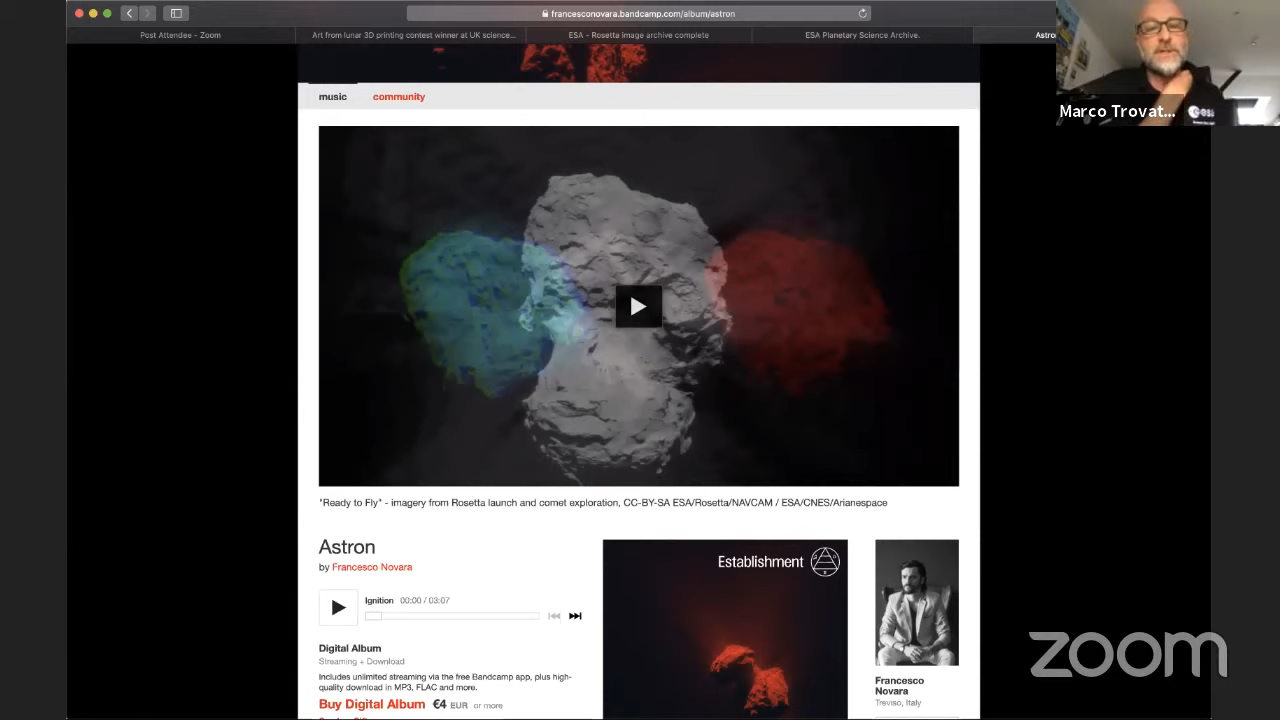 francesconovara.bandcamp.com/album/astron
Post Attendee - Zoom
Art from lunar 3D printing contest winner at UK science...
ESA - Rosetta image archive complete
ESA Planetary Science Archive.
Astro
Marco Trovat...
esa
music
community
"Ready to Fly" - imagery from Rosetta launch and comet exploration, CC-BY-SA ESA/Rosetta/NAVCAM / ESA/CNES/Arianespace
Astron
by Francesco Novara
Ignition 00:00 / 03:07
Digital Album
Streaming + Download
Includes unlimited streaming via the free Bandcamp app, plus high-
quality download in MP3, FLAC and more.
Buy Digital Album €4 EUR or more
Establishment
Francesco
Novara
Treviso, Italy
zoom